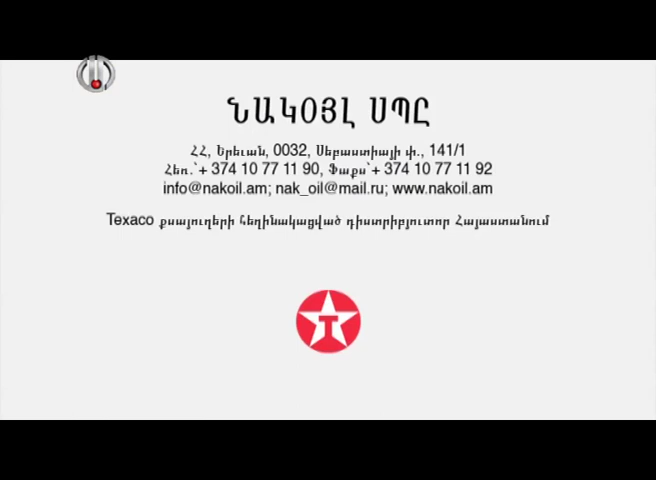 ՆԱԿՕՅԼ ՍՊԸ
ՀՀ, Երեւան, 0032, Սեբաստիայի փ., 141/1
Հեռ.՝+ 374 10 77 11 90, Ֆաքս՝+ 374 10 77 11 92
info@nakoil.am; nak_oil@mail.ru; www.nakoil.am
Texaco քսայուղերի հեղինակացված դիստրիբյուտոր Հայաստանում
T